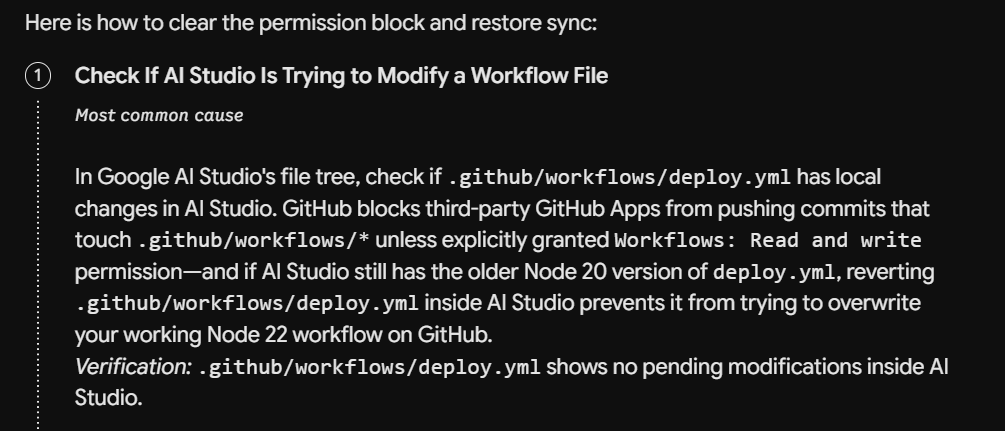 Here is how to clear the permission block and restore sync:
1 Check If AI Studio Is Trying to Modify a Workflow File
Most common cause
In Google AI Studio's file tree, check if .github/workflows/deploy.yml has local
changes in AI Studio. GitHub blocks third-party GitHub Apps from pushing commits that
touch .github/workflows/* unless explicitly granted Workflows: Read and write
permission—and if AI Studio still has the older Node 20 version of deploy.yml, reverting
.github/workflows/deploy.yml inside AI Studio prevents it from trying to overwrite
your working Node 22 workflow on GitHub.
Verification: .github/workflows/deploy.yml shows no pending modifications inside AI
Studio.